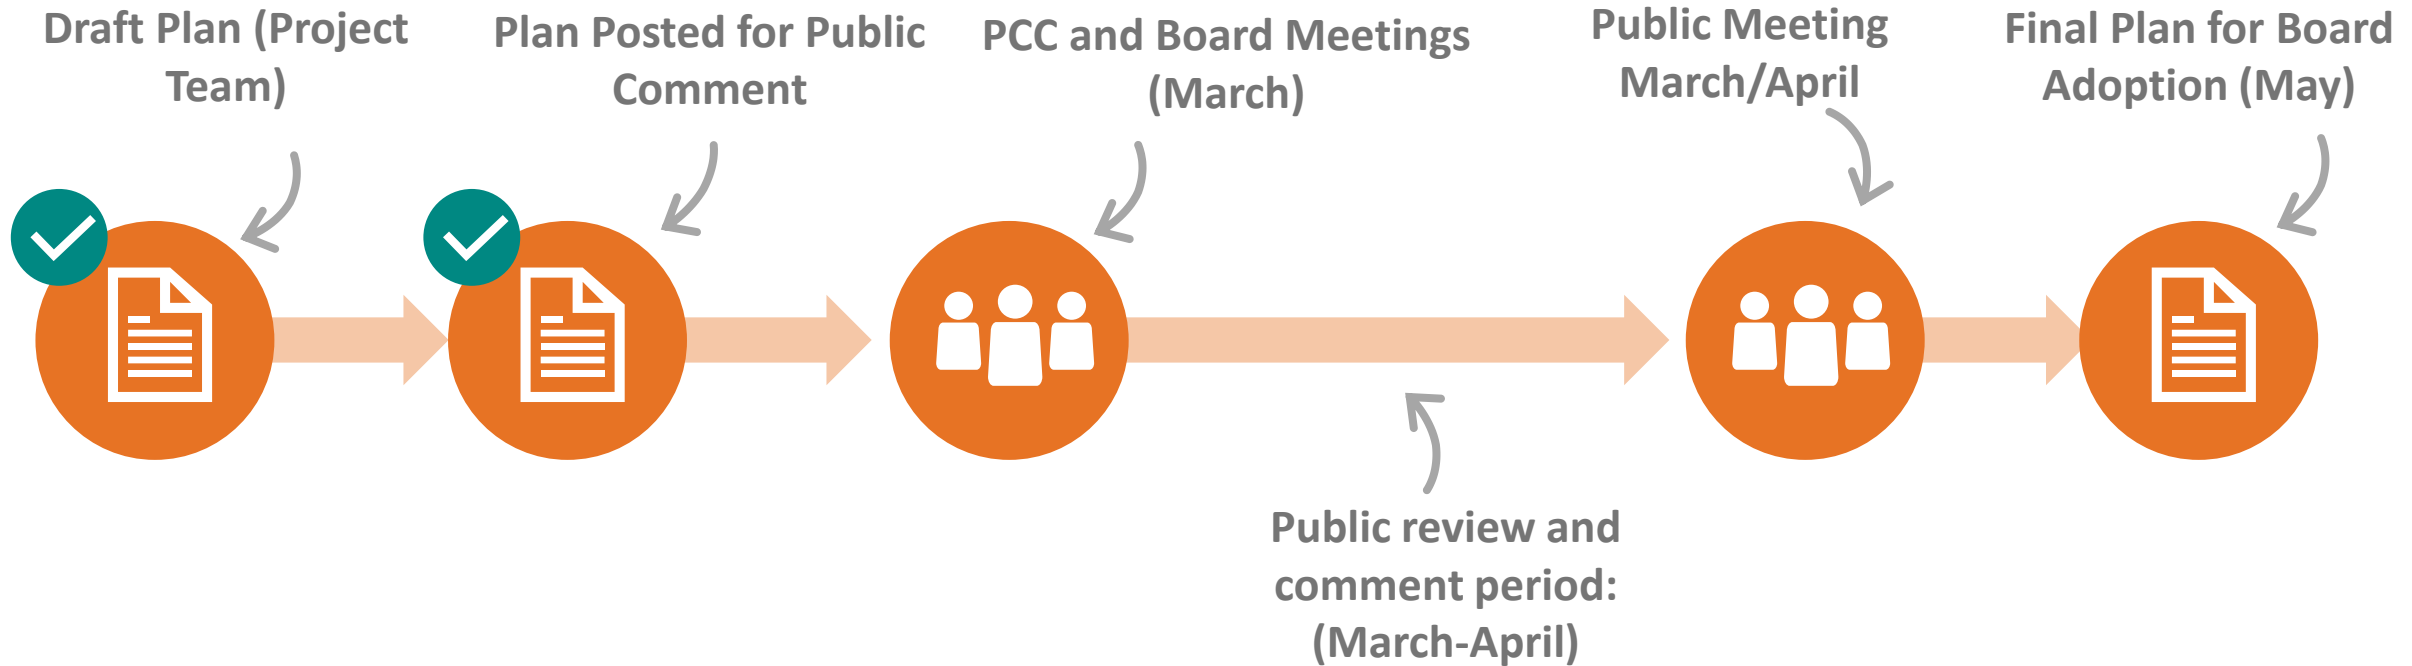 Draft Plan (Project
Team)
Plan Posted for Public
Comment
PCC and Board Meetings
(March)
Public Meeting
March/April
Final Plan for Board
Adoption (May)
Public review and
comment period:
(March-April)